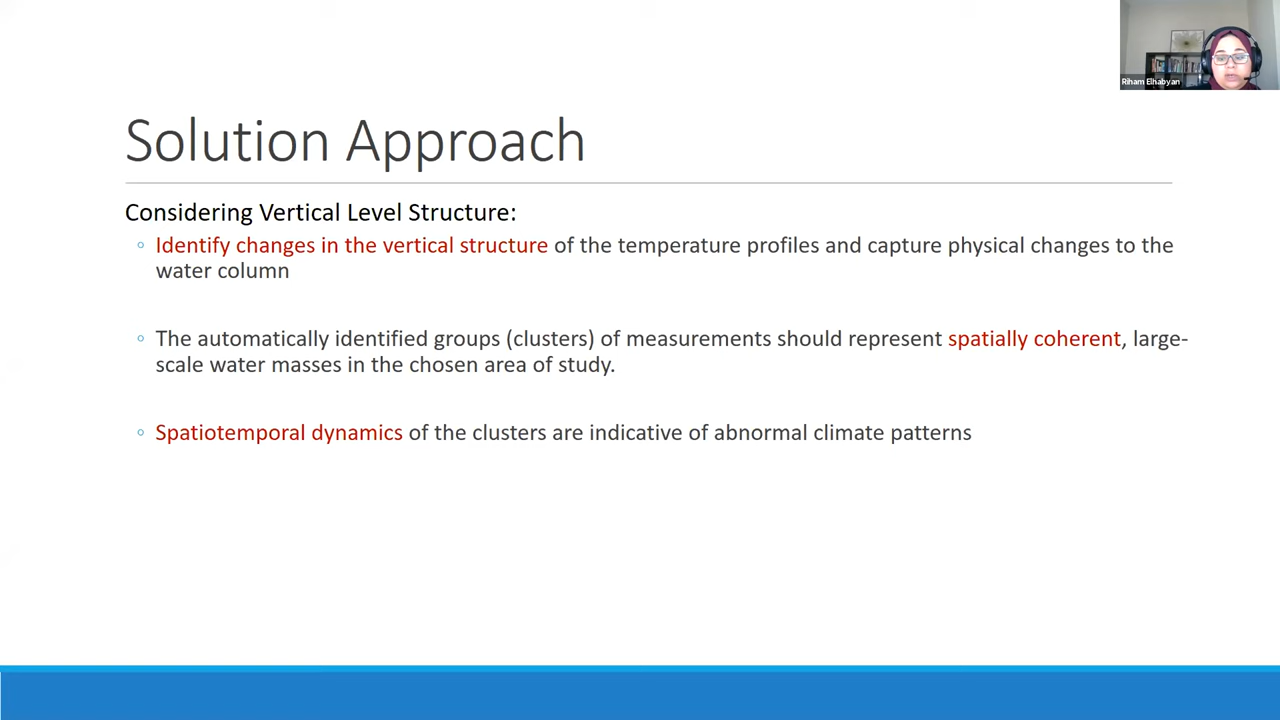 Riham Elhabyan
Solution Approach
Considering Vertical Level Structure:
◦ Identify changes in the vertical structure of the temperature profiles and capture physical changes to the
water column
◦ The automatically identified groups (clusters) of measurements should represent spatially coherent, large-
scale water masses in the chosen area of study.
◦ Spatiotemporal dynamics of the clusters are indicative of abnormal climate patterns